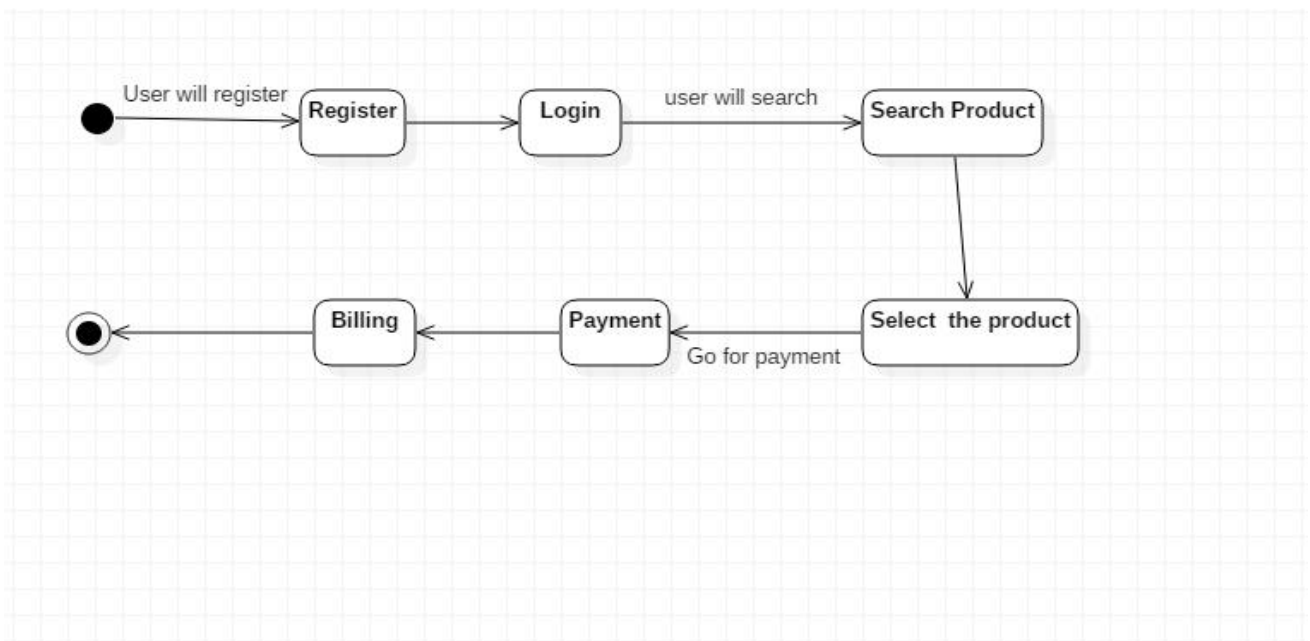 User will register
Register
Login
user will search
Search Product
Select  the product
Go for payment
Payment
Billing